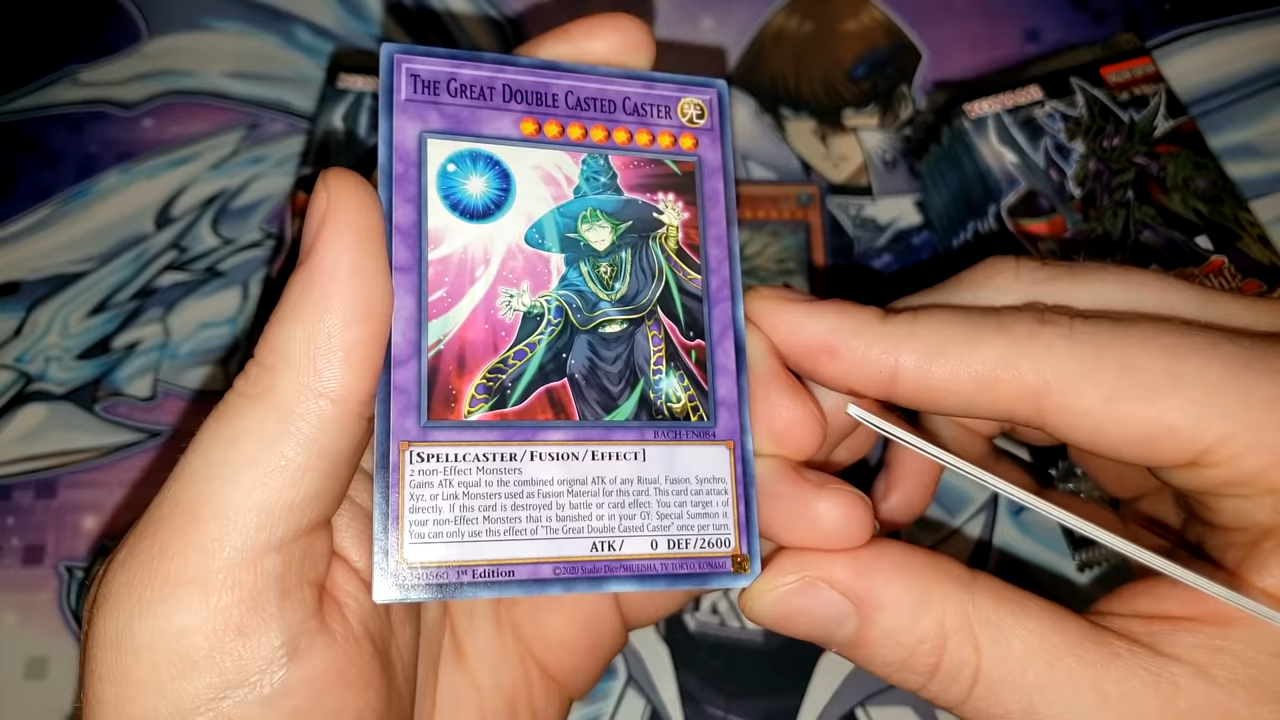 KONAMI
THE GREAT DOUBLE CASTED CASTER
光
BACH-EN084
[SPELLCASTER/FUSION/EFFECT]
2 non-Effect Monsters
Gains ATK equal to the combined original ATK of any Ritual, Fusion, Synchro,
Xyz, or Link Monsters used as Fusion Material for this card. This card can attack
directly. If this card is destroyed by battle or card effect: You can target 1 of
your non-Effect Monsters that is banished or in your GY; Special Summon it.
You can only use this effect of "The Great Double Casted Caster" once per turn.
ATK/ 0 DEF/2600
1st Edition
©2020 Studio Dice/SHUEISHA, TV TOKYO, KONAMI